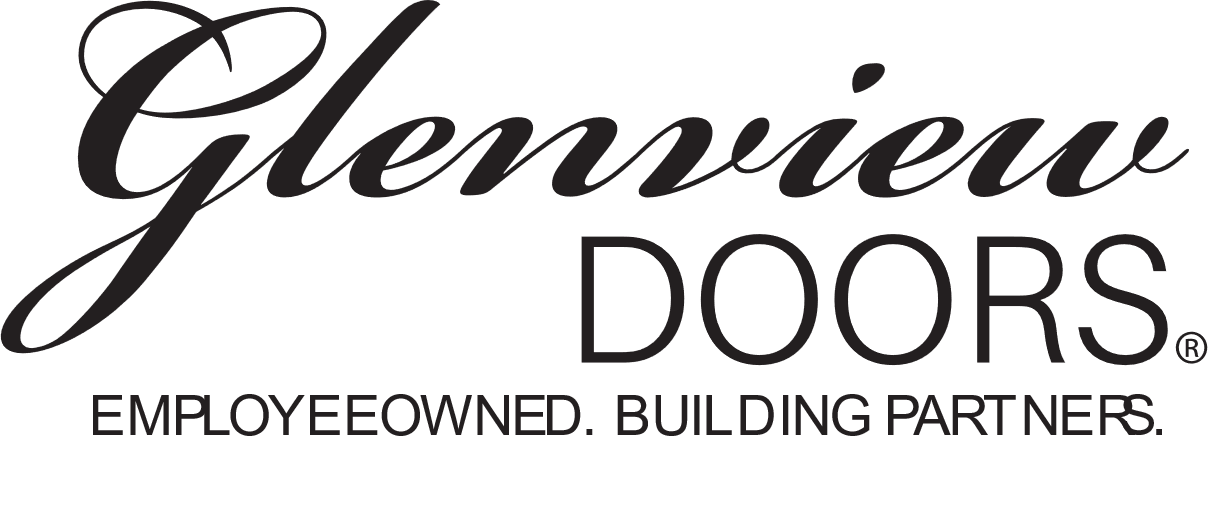 Glenview
DOORS®
EMPLOYEEOWNED. BUILDING PARTNERS.